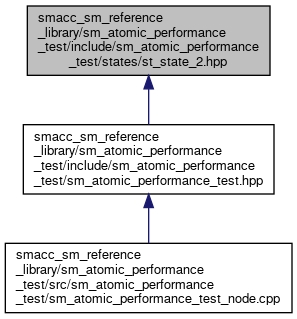 smacc_sm_reference
_library/sm_atomic_performance
_test/include/sm_atomic_performance
_test/states/st_state_2.hpp
smacc_sm_reference
_library/sm_atomic_performance
_test/include/sm_atomic_performance
_test/sm_atomic_performance_test.hpp
smacc_sm_reference
_library/sm_atomic_performance
_test/src/sm_atomic_performance
_test/sm_atomic_performance_test_node.cpp